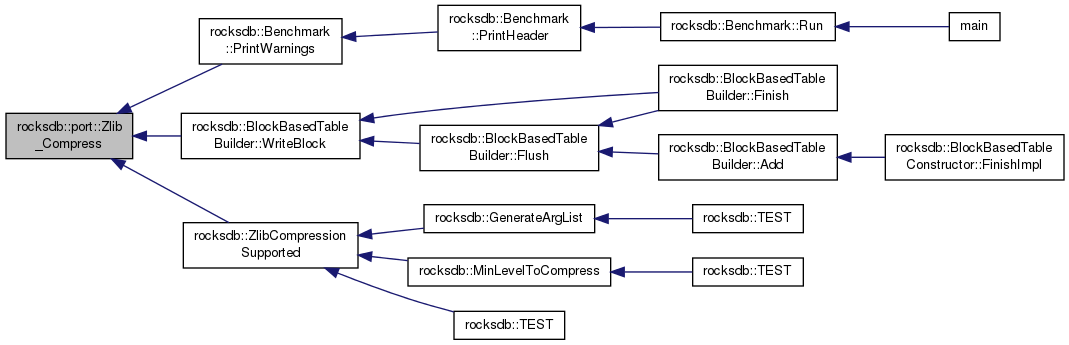 rocksdb::port::Zlib
_Compress
rocksdb::Benchmark
::PrintWarnings
rocksdb::Benchmark
::PrintHeader
rocksdb::Benchmark::Run
main
rocksdb::BlockBasedTable
Builder::WriteBlock
rocksdb::BlockBasedTable
Builder::Finish
rocksdb::BlockBasedTable
Builder::Flush
rocksdb::BlockBasedTable
Builder::Add
rocksdb::BlockBasedTable
Constructor::FinishImpl
rocksdb::ZlibCompression
Supported
rocksdb::GenerateArgList
rocksdb::TEST
rocksdb::MinLevelToCompress
rocksdb::TEST
rocksdb::TEST